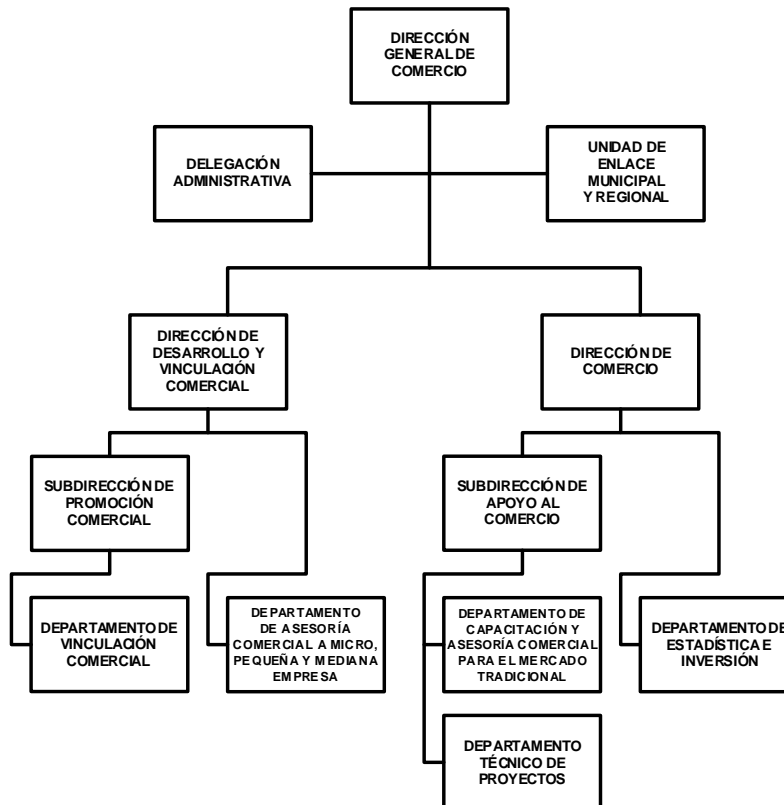 DIRECCIÓN
GENERAL DE
COMERCIO
DELEGACIÓN
ADMINISTRATIVA
UNIDAD DE
ENLACE
MUNICIPAL
Y REGIONAL
DIRECCIÓN DE
DESARROLLO Y
VINCULACIÓN
COMERCIAL
DIRECCIÓN DE
COMERCIO
SUBDIRECCIÓN DE
PROMOCIÓN
COMERCIAL
SUBDIRECCIÓN DE
APOYO AL
COMERCIO
DEPARTAMENTO DE
VINCULACIÓN
COMERCIAL
DEPARTAMENTO
DE ASESORÍA
COMERCIAL A MICRO,
PEQUEÑA Y MEDIANA
EMPRESA
DEPARTAMENTO DE
CAPACITACIÓN Y
ASESORÍA COMERCIAL
PARA EL MERCADO
TRADICIONAL
DEPARTAMENTO DE
ESTADÍSTICA E
INVERSIÓN
DEPARTAMENTO
TÉCNICO DE
PROYECTOS